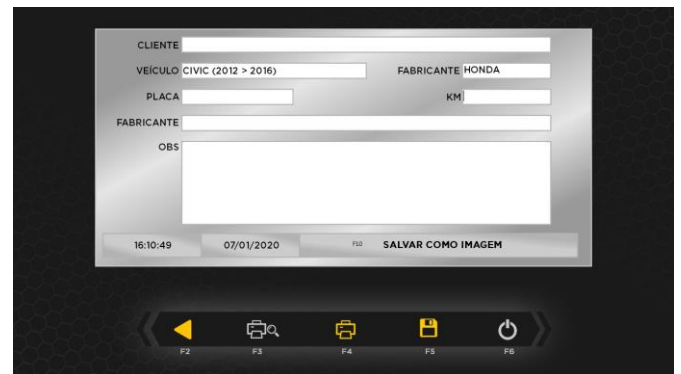 CLIENTE
VEÍCULO CIVIC (2012 > 2016) FABRICANTE HONDA
PLACA KM
FABRICANTE
OBS
16:10:49 07/01/2020 F10 SALVAR COMO IMAGEM
F2 F3 F4 F5 F6